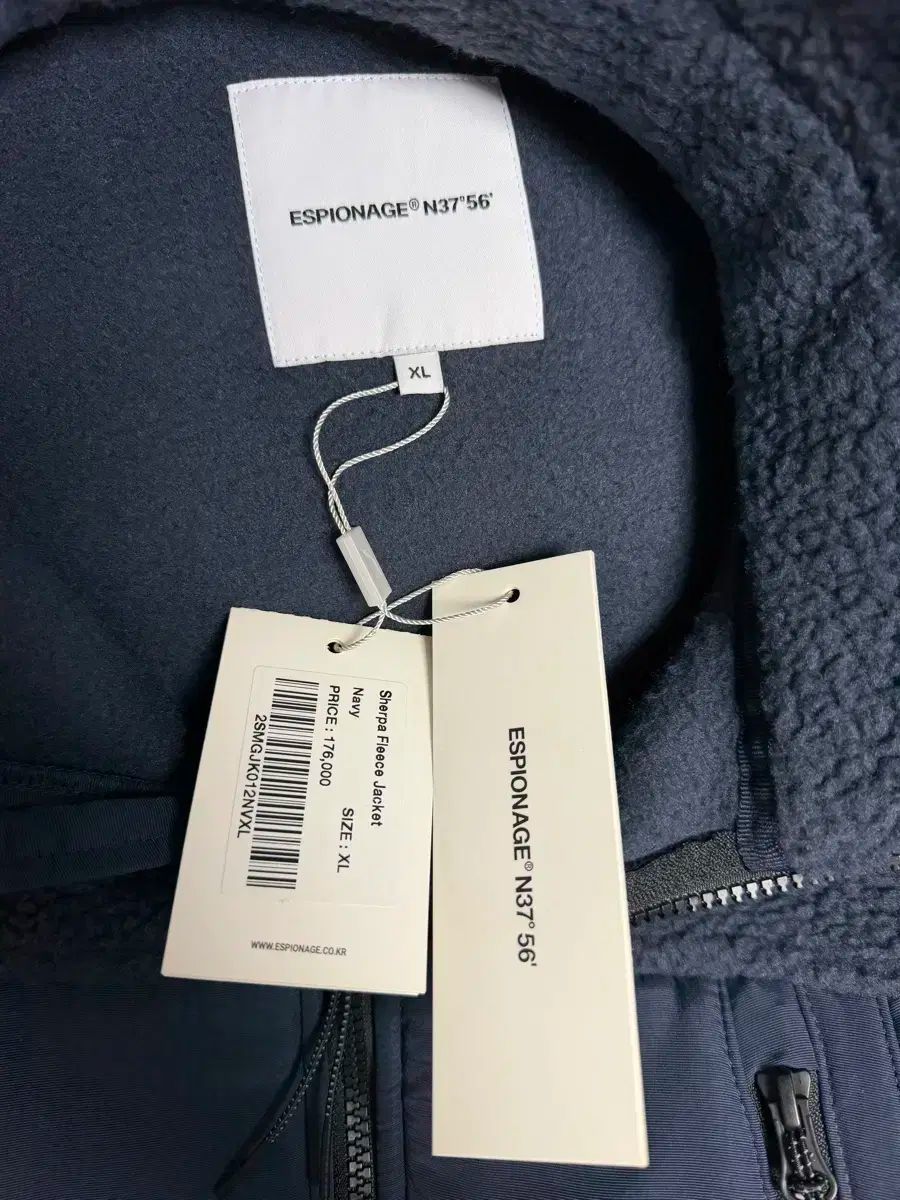 ESPIONAGE® N37°56'
XL
Sherpa Fleece Jacket
Navy
PRICE : 176,000
SIZE : XL
2SMGJK012NVXL
WWW.ESPIONAGE.CO.KR
ESPIONAGE® N37°56'